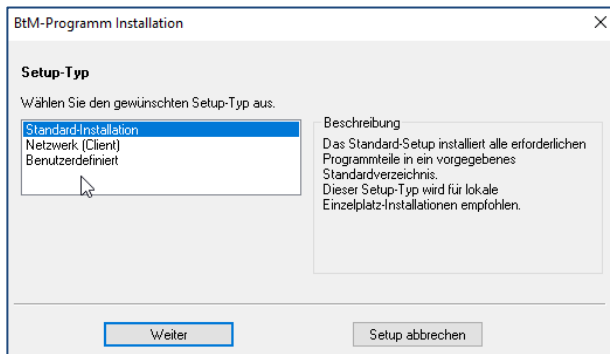 BtM-Programm Installation
Setup-Typ
Wählen Sie den gewünschten Setup-Typ aus.
Standard-Installation
Netzwerk (Client)
Benutzerdefiniert
Beschreibung
Das Standard-Setup installiert alle erforderlichen
Programmteile in ein vorgegebenes
Standardverzeichnis.
Dieser Setup-Typ wird für lokale
Einzelplatz-Installationen empfohlen.
Weiter
Setup abbrechen